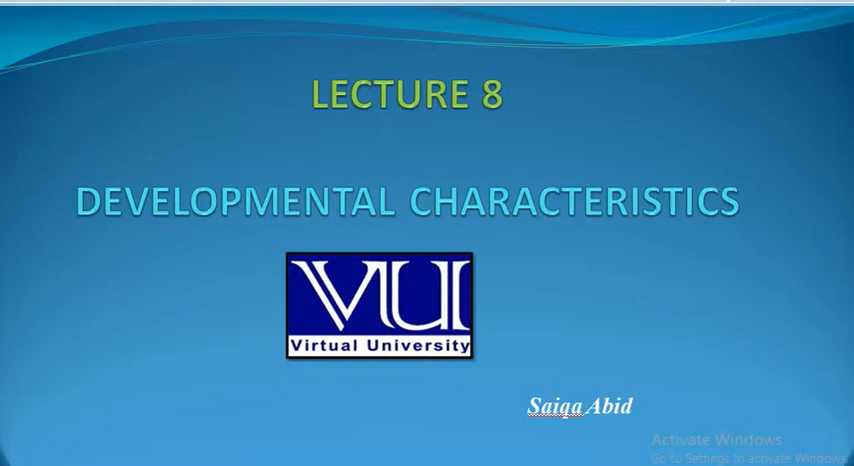 LECTURE 8
DEVELOPMENTAL CHARACTERISTICS
VU
Virtual University
Saiqa Abid
Activate Windows
Go to Settings to activate Windows.